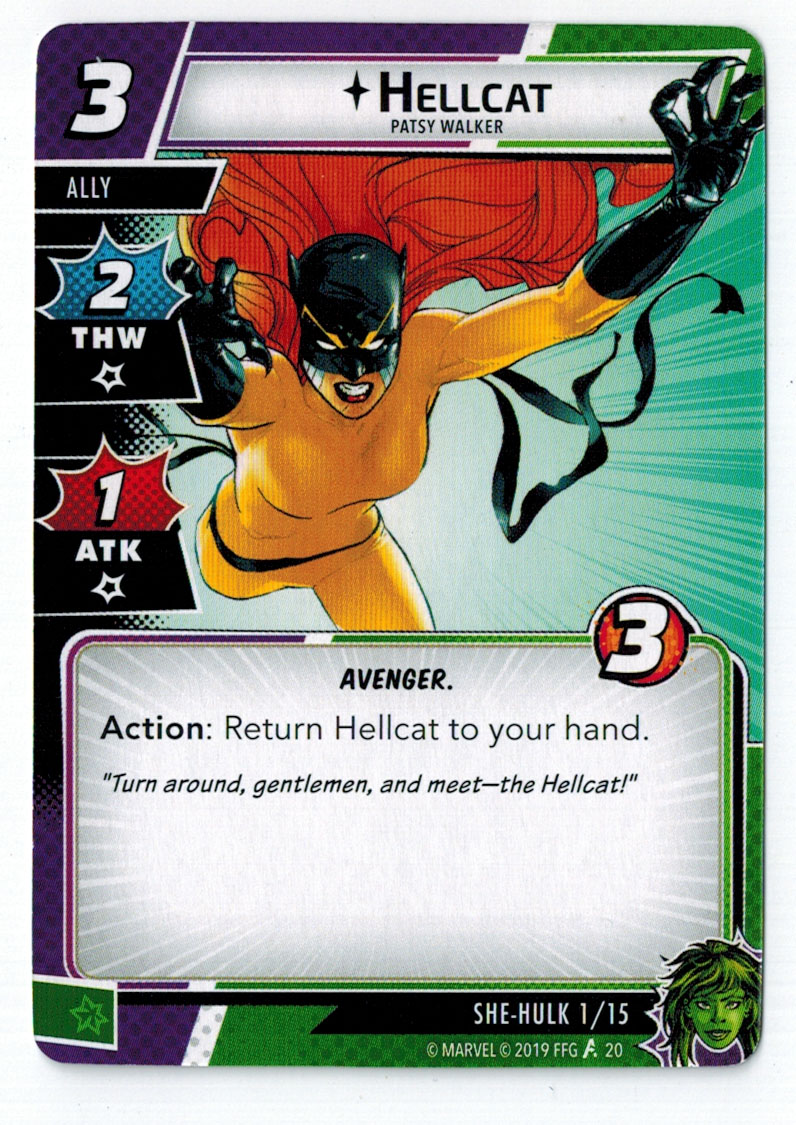 3
HELLCAT
PATSY WALKER
ALLY
2
THW
1
ATK
3
AVENGER.
Action: Return Hellcat to your hand.
"Turn around, gentlemen, and meet—the Hellcat!"
SHE-HULK 1/15
© MARVEL © 2019 FFG 20